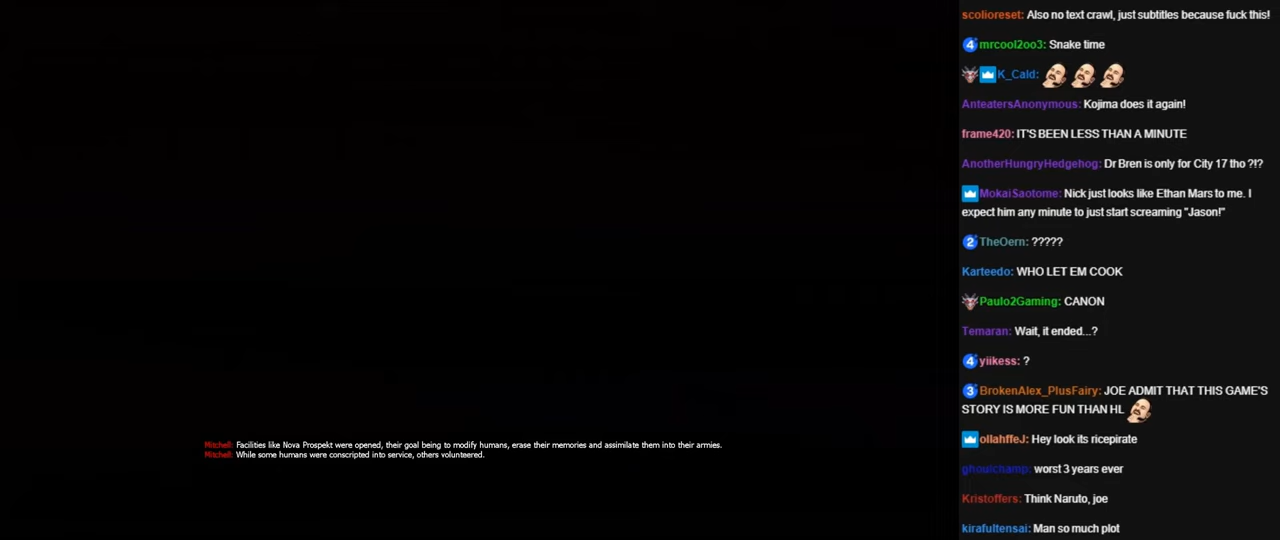 Mitchell: Facilities like Nova Prospekt were opened, their goal being to modify humans, erase their memories and assimilate them into their armies.
Mitchell: While some humans were conscripted into service, others volunteered.
scolioreset: Also no text crawl, just subtitles because fuck this!
4 mrcool2oo3: Snake time
K_Cald:
AnteatersAnonymous: Kojima does it again!
frame420: IT'S BEEN LESS THAN A MINUTE
AnotherHungryHedgehog: Dr Bren is only for City 17 tho ?!?
MokaiSaotome: Nick just looks like Ethan Mars to me. I
expect him any minute to just start screaming "Jason!"
2 TheOern: ?????
Karteedo: WHO LET EM COOK
Paulo2Gaming: CANON
Temaran: Wait, it ended...?
4 yiikess: ?
3 BrokenAlex_PlusFairy: JOE ADMIT THAT THIS GAME'S
STORY IS MORE FUN THAN HL
ollahffeJ: Hey look its ricepirate
ghoulchamp: worst 3 years ever
Kristoffers: Think Naruto, joe
kirafultensai: Man so much plot